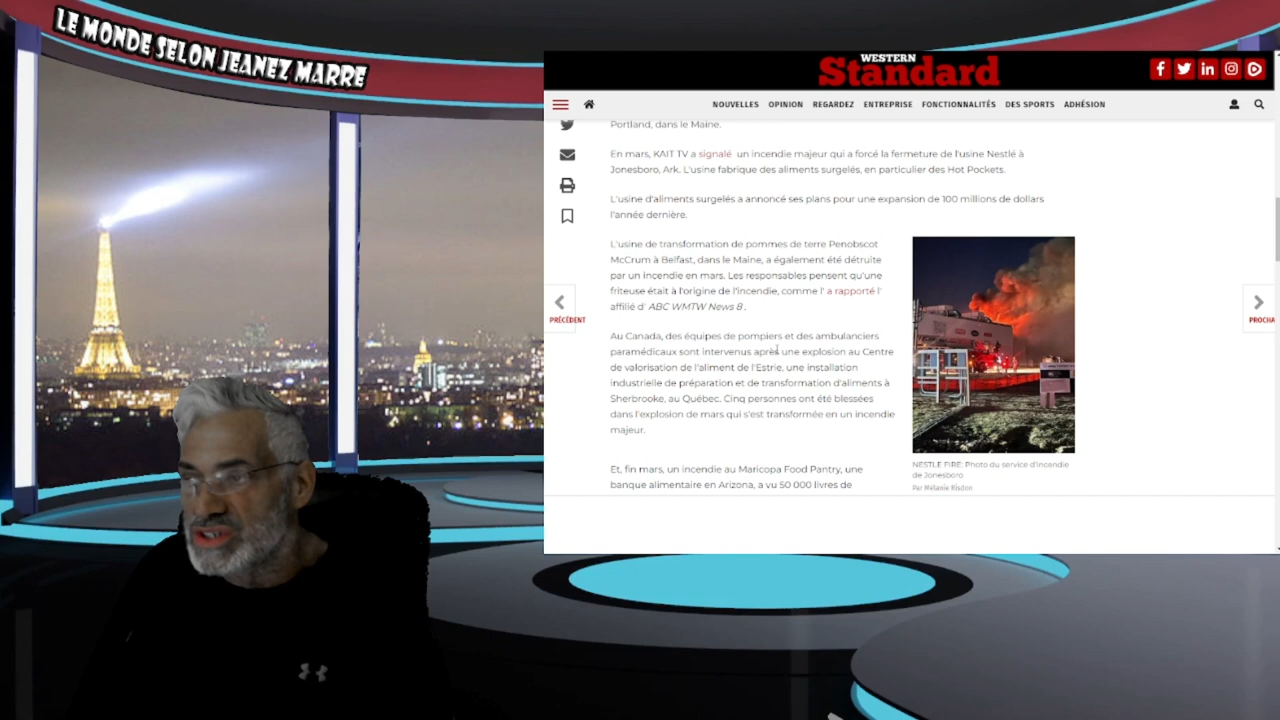 LE MONDE SELON JEANEZ MARRE
WESTERN
Standard
NOUVELLES OPINION REGARDEZ ENTREPRISE FONCTIONNALITÉS DES SPORTS ADHÉSION
Portland, dans le Maine.
En mars, KAIT TV a signalé un incendie majeur qui a forcé la fermeture de l'usine Nestlé à
Jonesboro, Ark. L'usine fabrique des aliments surgelés, en particulier des Hot Pockets.
L'usine d'aliments surgelés a annoncé ses plans pour une expansion de 100 millions de dollars
l'année dernière.
L'usine de transformation de pommes de terre Penobscot
McCrum à Belfast, dans le Maine, a également été détruite
par un incendie en mars. Les responsables pensent qu'une
friteuse était à l'origine de l'incendie, comme l' a rapporté l'
affilié d' ABC WMTW News 8 .
Au Canada, des équipes de pompiers et des ambulanciers
paramédicaux sont intervenus après une explosion au Centre
de valorisation de l'aliment de l'Estrie, une installation
industrielle de préparation et de transformation d'aliments à
Sherbrooke, au Québec. Cinq personnes ont été blessées
dans l'explosion de mars qui s'est transformée en un incendie
majeur.
Et, fin mars, un incendie au Maricopa Food Pantry, une
banque alimentaire en Arizona, a vu 50 000 livres de
NESTLE FIRE: Photo du service d'incendie
de Jonesboro
Par Mélanie Risdon
PRÉCÉDENT
PROCHA